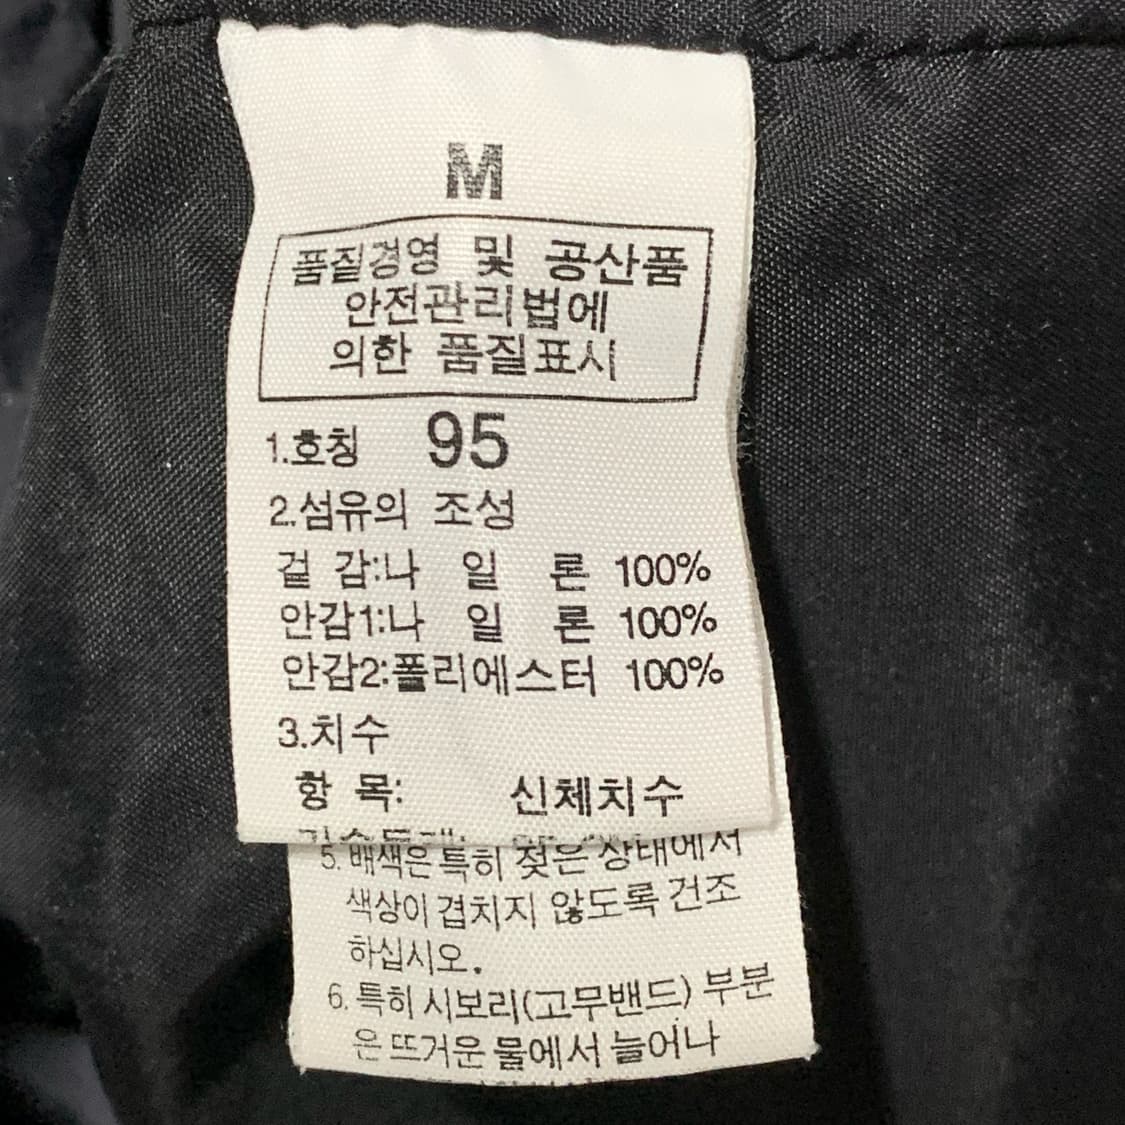 M
품질경영 및 공산품
안전관리법에
의한 품질표시
1.호칭 95
2.섬유의 조성
겉 감:나 일 론 100%
안감1:나 일 론 100%
안감2:폴리에스터 100%
3.치수
항 목: 신체치수
5. 배색은 특히 젖은 상태에서
색상이 겹치지 않도록 건조
하십시오.
6. 특히 시보리(고무밴드) 부분
은 뜨거운 물에서 늘어나